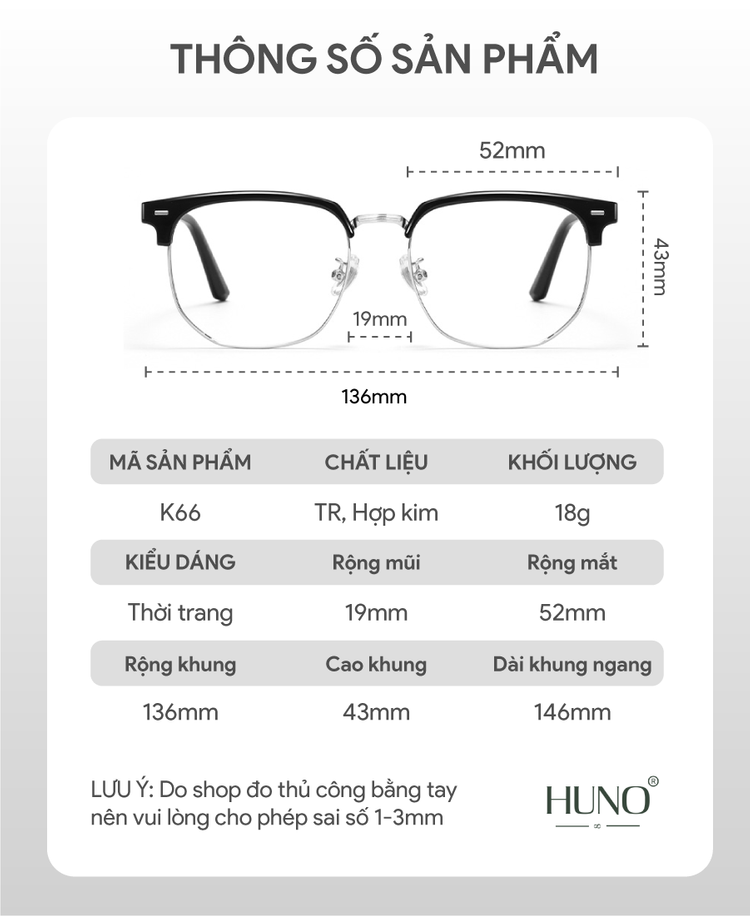 THÔNG SỐ SẢN PHẨM
52mm
43mm
19mm
136mm
MÃ SẢN PHẨM CHẤT LIỆU KHỐI LƯỢNG
K66 TR, Hợp kim 18g
KIỂU DÁNG Rộng mũi Rộng mắt
Thời trang 19mm 52mm
Rộng khung Cao khung Dài khung ngang
136mm 43mm 146mm
LƯU Ý: Do shop đo thủ công bằng tay
nên vui lòng cho phép sai số 1-3mm
HUNO®